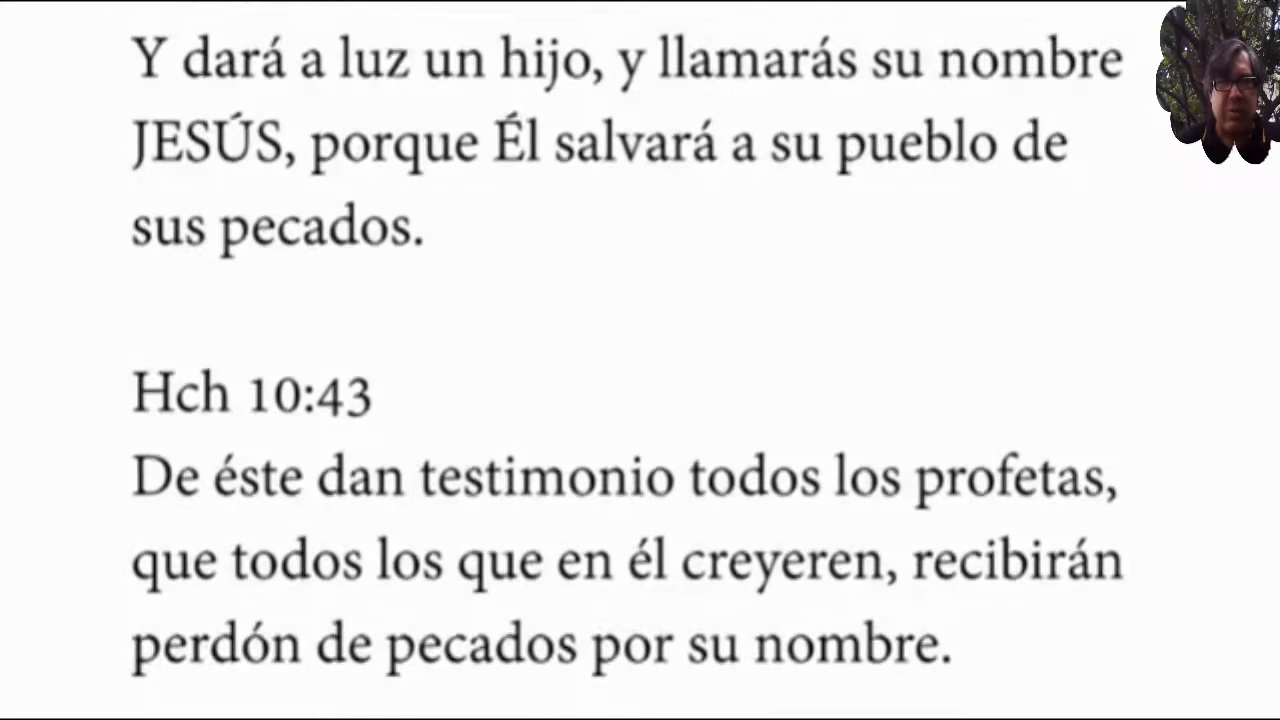 Y dará a luz un hijo, y llamarás su nombre
JESÚS, porque Él salvará a su pueblo de
sus pecados.
Hch 10:43
De éste dan testimonio todos los profetas,
que todos los que en él creyeren, recibirán
perdón de pecados por su nombre.